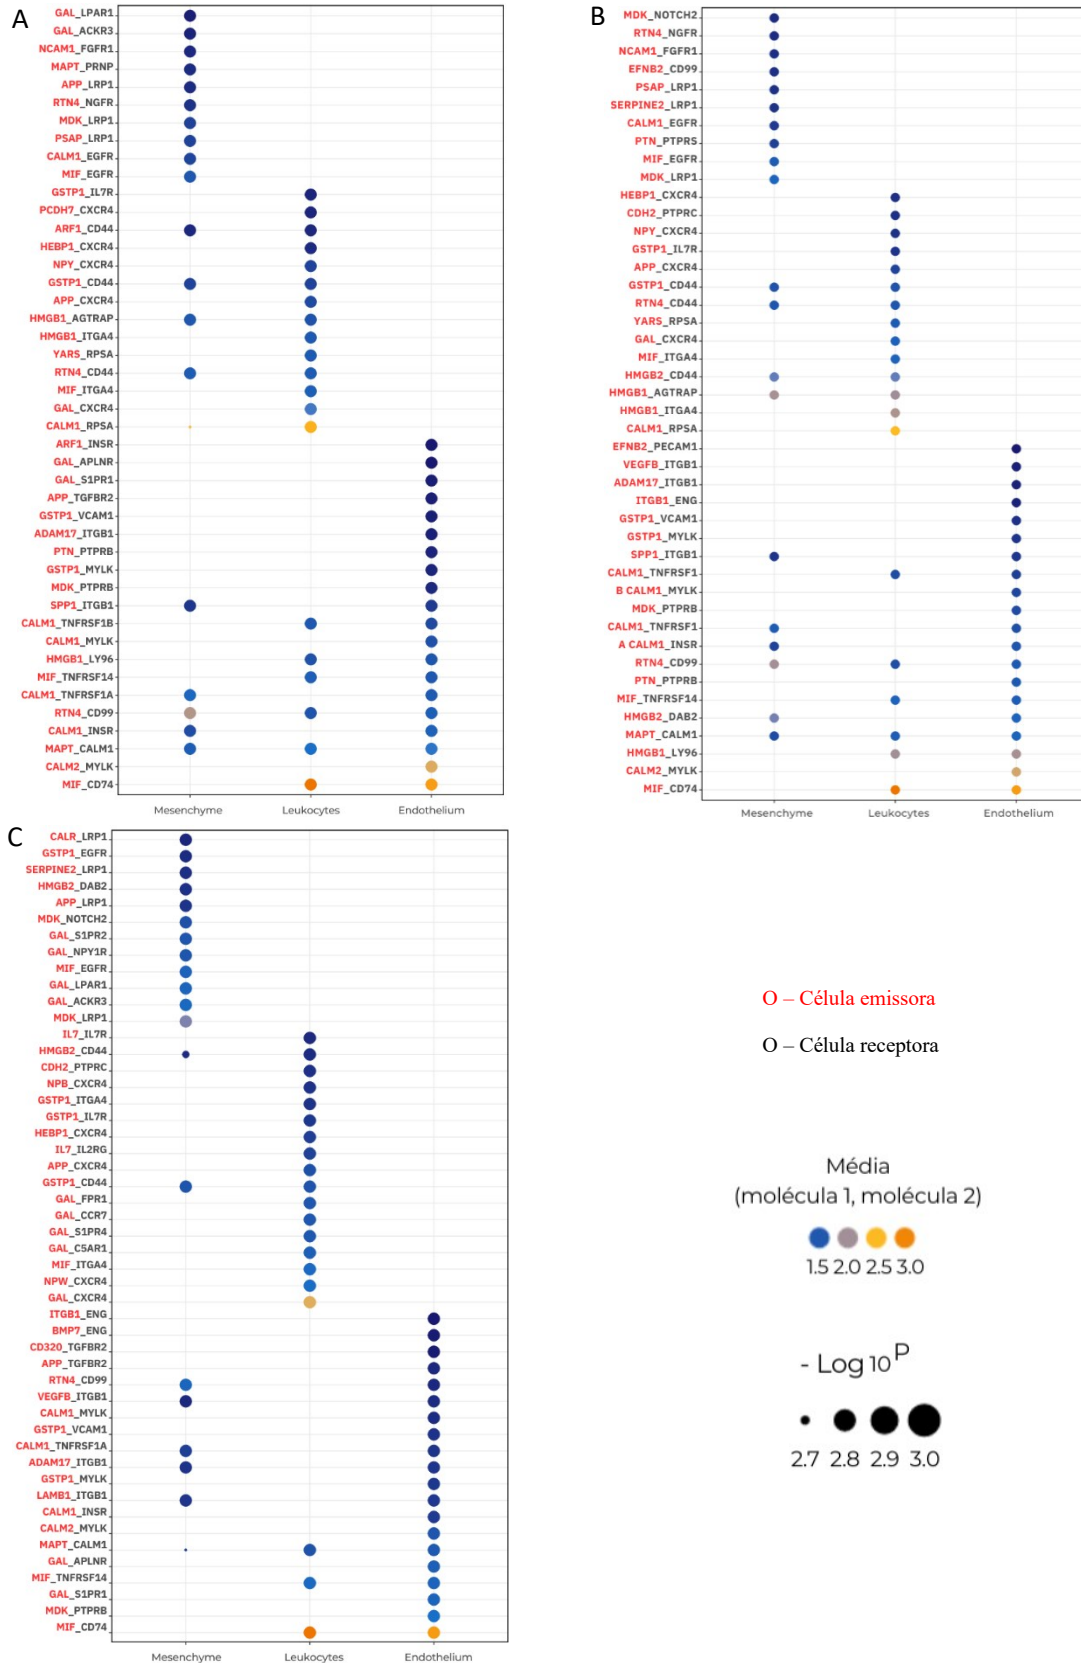 A
GAL_LPAR1
GAL_ACKR3
NCAM1_FGFR1
MAPT_PRNP
APP_LRP1
RTN4_NGFR
MDK_LRP1
PSAP_LRP1
CALM1_EGFR
MIF_EGFR
GSTP1_IL7R
PCDH7_CXCR4
ARF1_CD44
HEBP1_CXCR4
NPY_CXCR4
GSTP1_CD44
APP_CXCR4
HMGB1_AGTRAP
HMGB1_ITGA4
YARS_RPSA
RTN4_CD44
MIF_ITGA4
GAL_CXCR4
CALM1_RPSA
ARF1_INSR
GAL_APLNR
GAL_S1PR1
APP_TGFBR2
GSTP1_VCAM1
ADAM17_ITGB1
PTN_PTPRB
GSTP1_MYLK
MDK_PTPRB
SPP1_ITGB1
CALM1_TNFRSF1B
CALM1_MYLK
HMGB1_LY96
MIF_TNFRSF14
CALM1_TNFRSF1A
RTN4_CD99
CALM1_INSR
MAPT_CALM1
CALM2_MYLK
MIF_CD74
Mesenchyme Leukocytes Endothelium
B
MDK_NOTCH2
RTN4_NGFR
NCAM1_FGFR1
EFNB2_CD99
PSAP_LRP1
SERPINE2_LRP1
CALM1_EGFR
PTN_PTPRS
MIF_EGFR
MDK_LRP1
HEBP1_CXCR4
CDH2_PTPRC
NPY_CXCR4
GSTP1_IL7R
APP_CXCR4
GSTP1_CD44
RTN4_CD44
YARS_RPSA
GAL_CXCR4
MIF_ITGA4
HMGB2_CD44
HMGB1_AGTRAP
HMGB1_ITGA4
CALM1_RPSA
EFNB2_PECAM1
VEGFB_ITGB1
ADAM17_ITGB1
ITGB1_ENG
GSTP1_VCAM1
GSTP1_MYLK
SPP1_ITGB1
CALM1_TNFRSF1
B CALM1_MYLK
MDK_PTPRB
CALM1_TNFRSF1
A CALM1_INSR
RTN4_CD99
PTN_PTPRB
MIF_TNFRSF14
HMGB2_DAB2
MAPT_CALM1
HMGB1_LY96
CALM2_MYLK
MIF_CD74
Mesenchyme Leukocytes Endothelium
C
CALR_LRP1
GSTP1_EGFR
SERPINE2_LRP1
HMGB2_DAB2
APP_LRP1
MDK_NOTCH2
GAL_S1PR2
GAL_NPY1R
MIF_EGFR
GAL_LPAR1
GAL_ACKR3
MDK_LRP1
IL7_IL7R
HMGB2_CD44
CDH2_PTPRC
NPB_CXCR4
GSTP1_ITGA4
GSTP1_IL7R
HEBP1_CXCR4
IL7_IL2RG
APP_CXCR4
GSTP1_CD44
GAL_FPR1
GAL_CCR7
GAL_S1PR4
GAL_C5AR1
MIF_ITGA4
NPW_CXCR4
GAL_CXCR4
ITGB1_ENG
BMP7_ENG
CD320_TGFBR2
APP_TGFBR2
RTN4_CD99
VEGFB_ITGB1
CALM1_MYLK
GSTP1_VCAM1
CALM1_TNFRSF1A
ADAM17_ITGB1
GSTP1_MYLK
LAMB1_ITGB1
CALM1_INSR
CALM2_MYLK
MAPT_CALM1
GAL_APLNR
MIF_TNFRSF14
GAL_S1PR1
MDK_PTPRB
MIF_CD74
Mesenchyme Leukocytes Endothelium
O – Célula emissora
O – Célula receptora
Média
(molécula 1, molécula 2)
1.5 2.0 2.5 3.0
- Log 10 P
2.7 2.8 2.9 3.0